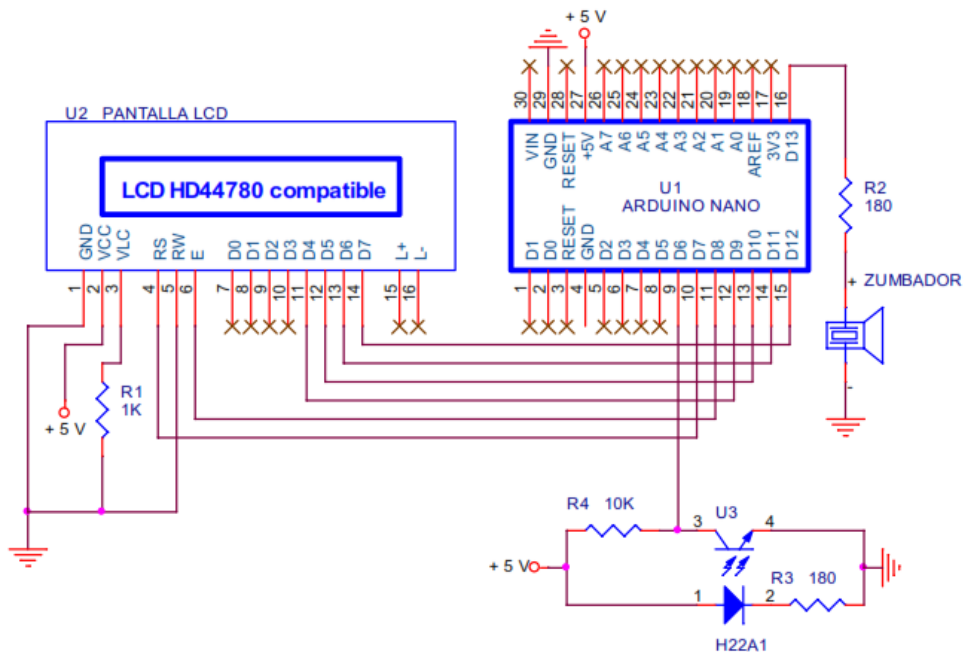 + 5 V
30 29 28 27 26 25 24 23 22 21 20 19 18 17 16
VIN GND RESET +5V A7 A6 A5 A4 A3 A2 A1 A0 AREF 3V3 D13
U1
ARDUINO NANO
D1 D0 RESET GND D2 D3 D4 D5 D6 D7 D8 D9 D10 D11 D12
1 2 3 4 5 6 7 8 9 10 11 12 13 14 15
U2 PANTALLA LCD
LCD HD44780 compatible
GND VCC VLC RS RW E D0 D1 D2 D3 D4 D5 D6 D7 L+ L-
1 2 3 4 5 6 7 8 9 10 11 12 13 14 15 16
R2
180
+ ZUMBADOR
-
R1
1K
+ 5 V
R4 10K
3 U3 4
+ 5 V
1 2 R3 180
H22A1